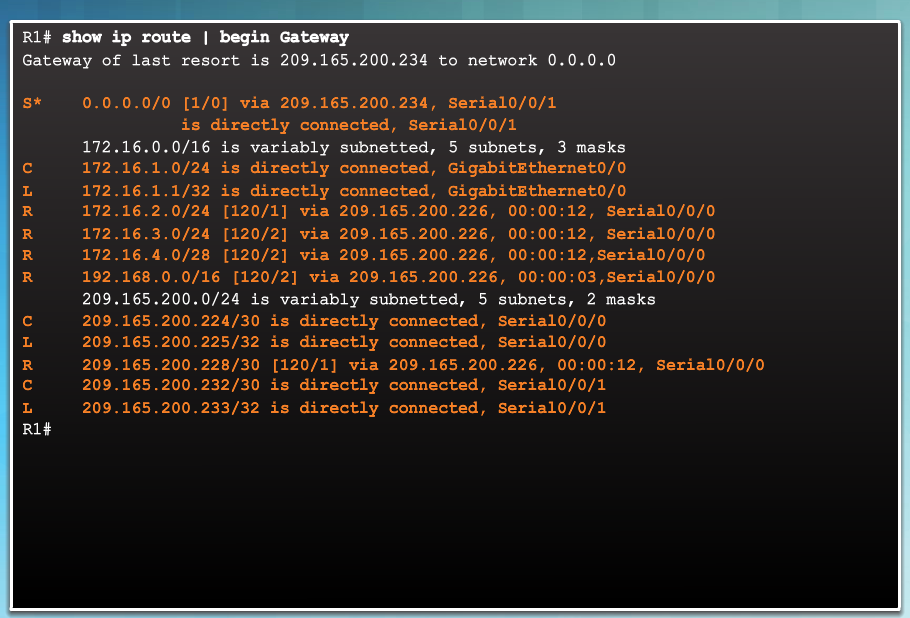 R1# show ip route | begin Gateway
Gateway of last resort is 209.165.200.234 to network 0.0.0.0
S* 0.0.0.0/0 [1/0] via 209.165.200.234, Serial0/0/1
is directly connected, Serial0/0/1
172.16.0.0/16 is variably subnetted, 5 subnets, 3 masks
C 172.16.1.0/24 is directly connected, GigabitEthernet0/0
L 172.16.1.1/32 is directly connected, GigabitEthernet0/0
R 172.16.2.0/24 [120/1] via 209.165.200.226, 00:00:12, Serial0/0/0
R 172.16.3.0/24 [120/2] via 209.165.200.226, 00:00:12, Serial0/0/0
R 172.16.4.0/28 [120/2] via 209.165.200.226, 00:00:12,Serial0/0/0
R 192.168.0.0/16 [120/2] via 209.165.200.226, 00:00:03,Serial0/0/0
209.165.200.0/24 is variably subnetted, 5 subnets, 2 masks
C 209.165.200.224/30 is directly connected, Serial0/0/0
L 209.165.200.225/32 is directly connected, Serial0/0/0
R 209.165.200.228/30 [120/1] via 209.165.200.226, 00:00:12, Serial0/0/0
C 209.165.200.232/30 is directly connected, Serial0/0/1
L 209.165.200.233/32 is directly connected, Serial0/0/1
R1#